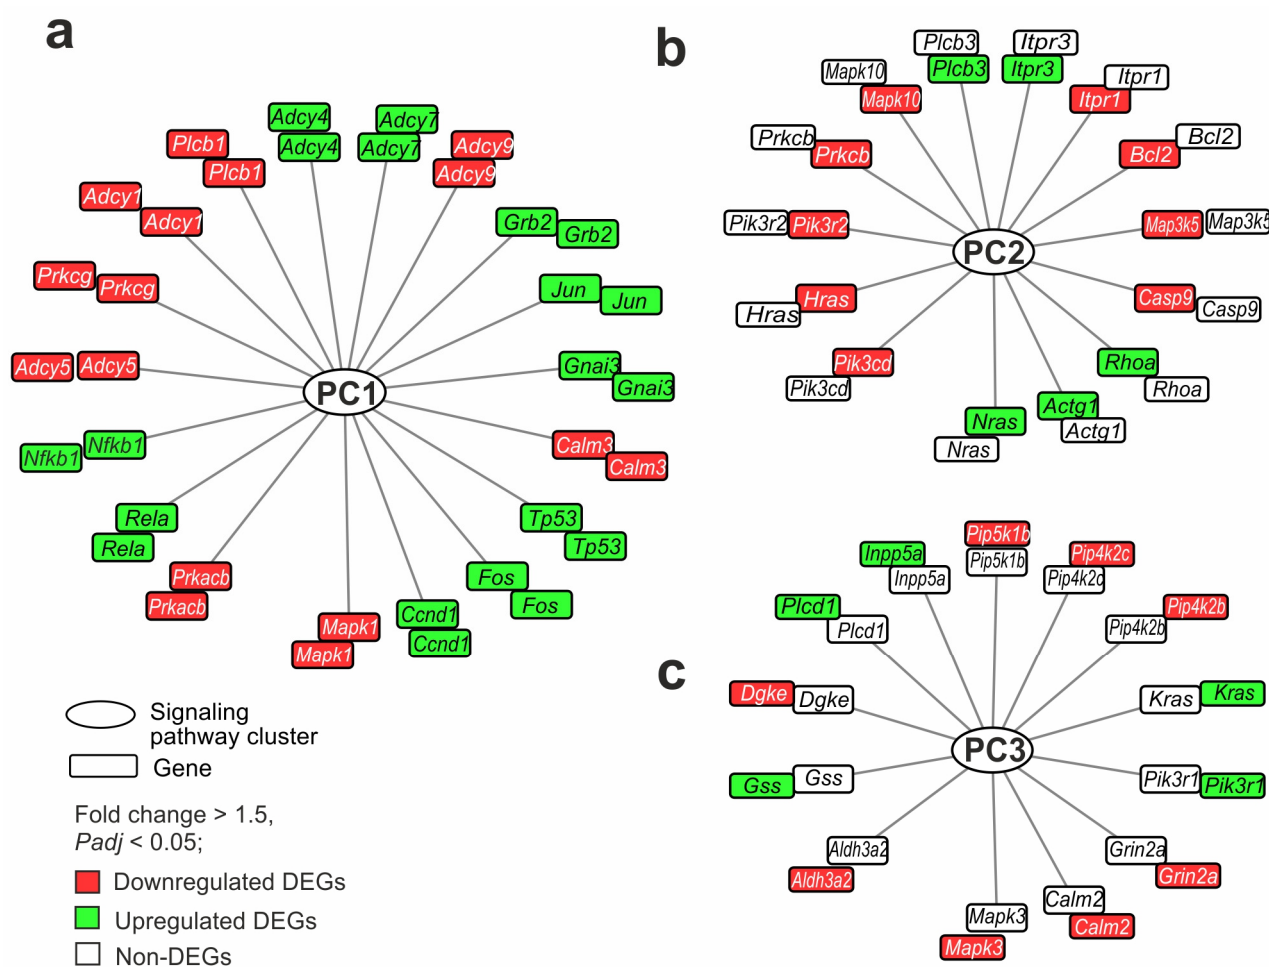 a
Adcy4
Adcy4
Adcy7
Adcy7
Plcb1
Plcb1
Adcy9
Adcy9
Adcy1
Adcy1
Grb2
Grb2
Prkcg
Prkcg
Jun
Jun
Adcy5
Adcy5
Gnai3
Gnai3
PC1
Nfkb1
Nfkb1
Calm3
Calm3
Rela
Rela
Tp53
Tp53
Prkacb
Prkacb
Fos
Fos
Mapk1
Mapk1
Ccnd1
Ccnd1
Signaling
pathway cluster
Gene
Fold change > 1.5,
Padj < 0.05;
Downregulated DEGs
Upregulated DEGs
Non-DEGs
b
Plcb3
Plcb3
Itpr3
Itpr3
Mapk10
Mapk10
Itpr1
Itpr1
Prkcb
Prkcb
Bcl2
Bcl2
Pik3r2
Pik3r2
Map3k5
Map3k5
PC2
Hras
Hras
Casp9
Casp9
Pik3cd
Pik3cd
Rhoa
Rhoa
Nras
Nras
Actg1
Actg1
c
Pip5k1b
Pip5k1b
Inpp5a
Inpp5a
Pip4k2c
Pip4k2c
Plcd1
Plcd1
Pip4k2b
Pip4k2b
Dgke
Dgke
Kras
Kras
PC3
Gss
Gss
Pik3r1
Pik3r1
Aldh3a2
Aldh3a2
Grin2a
Grin2a
Mapk3
Mapk3
Calm2
Calm2